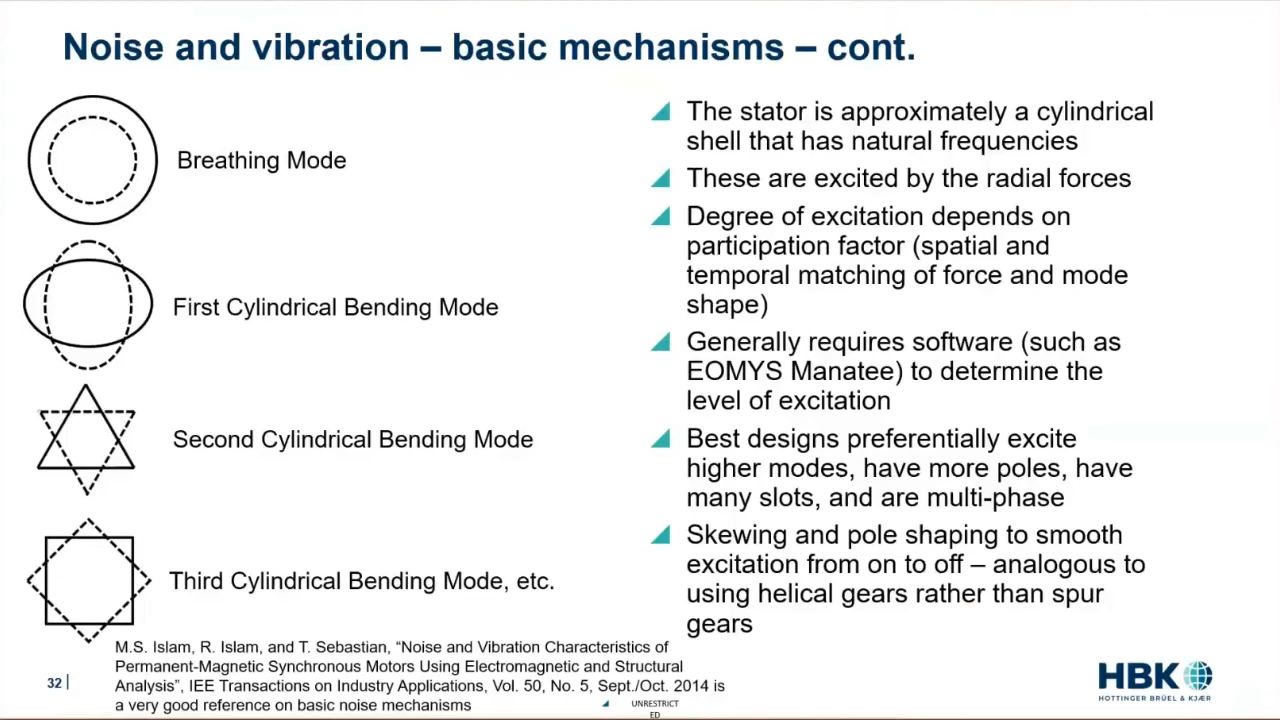 Noise and vibration – basic mechanisms – cont.
Breathing Mode
First Cylindrical Bending Mode
Second Cylindrical Bending Mode
Third Cylindrical Bending Mode, etc.
The stator is approximately a cylindrical
shell that has natural frequencies
These are excited by the radial forces
Degree of excitation depends on
participation factor (spatial and
temporal matching of force and mode
shape)
Generally requires software (such as
EOMYS Manatee) to determine the
level of excitation
Best designs preferentially excite
higher modes, have more poles, have
many slots, and are multi-phase
Skewing and pole shaping to smooth
excitation from on to off – analogous to
using helical gears rather than spur
gears
M.S. Islam, R. Islam, and T. Sebastian, “Noise and Vibration Characteristics of
Permanent-Magnetic Synchronous Motors Using Electromagnetic and Structural
Analysis”, IEE Transactions on Industry Applications, Vol. 50, No. 5, Sept./Oct. 2014 is
a very good reference on basic noise mechanisms
32
UNRESTRICT
ED
HBK
HOTTINGER BRÜEL & KJÆR